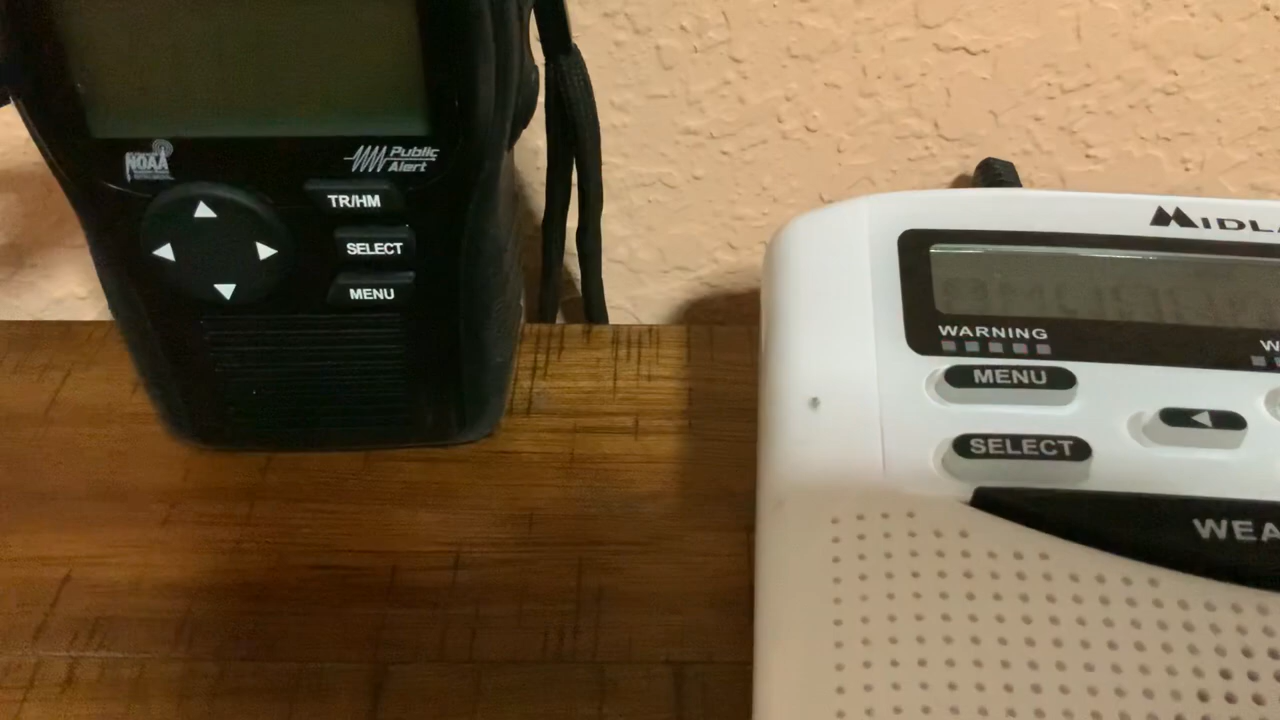 NOAA
Public
Alert
TR/HM
SELECT
MENU
MIDLA
WARNING
W
MENU
SELECT
WEA